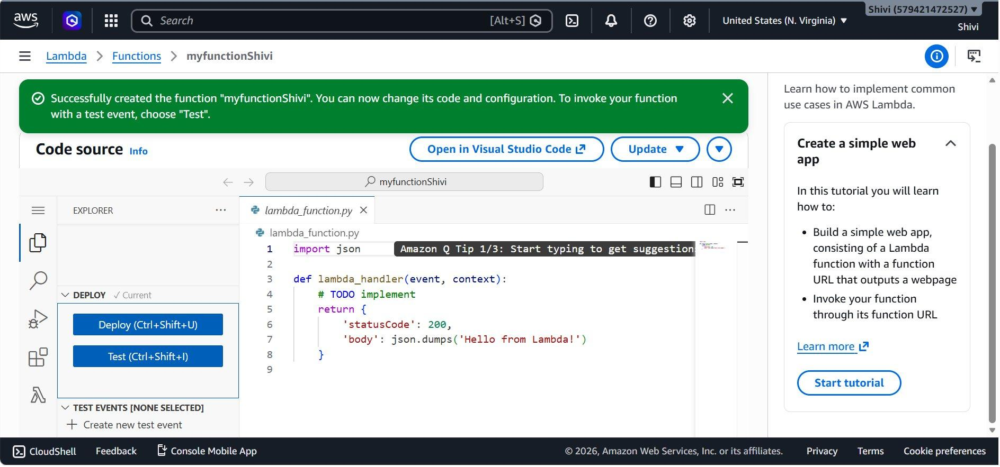 aws
Search [Alt+S]
United States (N. Virginia) ▼
Shivi (579421472527) ▼
Shivi
Lambda > Functions > myfunctionShivi
Successfully created the function "myfunctionShivi". You can now change its code and configuration. To invoke your function
with a test event, choose "Test".
Code source Info
Open in Visual Studio Code
Update ▼
myfunctionShivi
EXPLORER
DEPLOY ✓ Current
Deploy (Ctrl+Shift+U)
Test (Ctrl+Shift+I)
TEST EVENTS [NONE SELECTED]
+ Create new test event
lambda_function.py
lambda_function.py
1 import json
Amazon Q Tip 1/3: Start typing to get suggestions
2
3 def lambda_handler(event, context):
4 # TODO implement
5 return {
6 'statusCode': 200,
7 'body': json.dumps('Hello from Lambda!')
8 }
9
Learn how to implement common
use cases in AWS Lambda.
Create a simple web
app
In this tutorial you will learn
how to:
• Build a simple web app,
consisting of a Lambda
function with a function
URL that outputs a webpage
• Invoke your function
through its function URL
Learn more
Start tutorial
CloudShell Feedback Console Mobile App
© 2026, Amazon Web Services, Inc. or its affiliates. Privacy Terms Cookie preferences